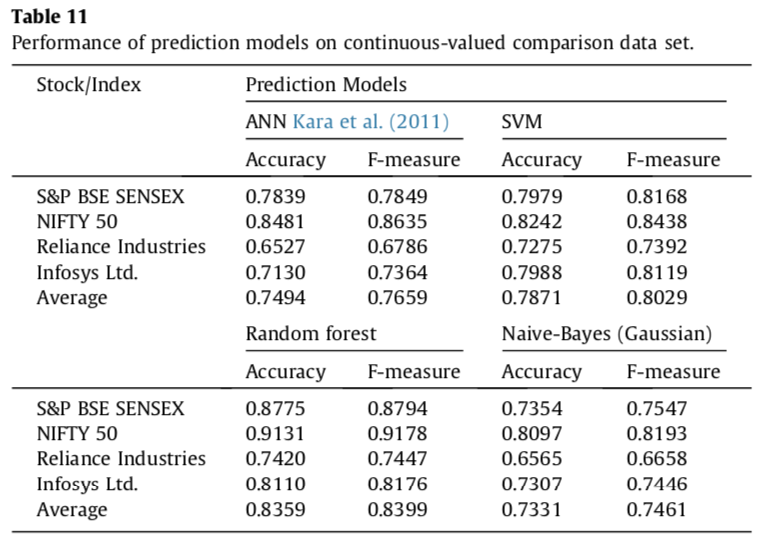 Table 11
Performance of prediction models on continuous-valued comparison data set.
Stock/Index Prediction Models
ANN Kara et al. (2011) SVM
Accuracy F-measure Accuracy F-measure
S&P BSE SENSEX 0.7839 0.7849 0.7979 0.8168
NIFTY 50 0.8481 0.8635 0.8242 0.8438
Reliance Industries 0.6527 0.6786 0.7275 0.7392
Infosys Ltd. 0.7130 0.7364 0.7988 0.8119
Average 0.7494 0.7659 0.7871 0.8029
Random forest Naive-Bayes (Gaussian)
Accuracy F-measure Accuracy F-measure
S&P BSE SENSEX 0.8775 0.8794 0.7354 0.7547
NIFTY 50 0.9131 0.9178 0.8097 0.8193
Reliance Industries 0.7420 0.7447 0.6565 0.6658
Infosys Ltd. 0.8110 0.8176 0.7307 0.7446
Average 0.8359 0.8399 0.7331 0.7461